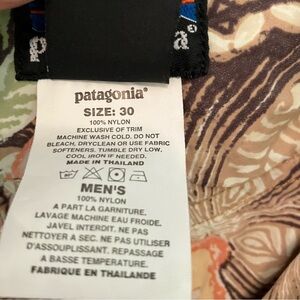 a®
patagonia®
SIZE: 30
100% NYLON
EXCLUSIVE OF TRIM
MACHINE WASH COLD. DO NOT
BLEACH, DRYCLEAN OR USE FABRIC
SOFTENERS. TUMBLE DRY LOW,
COOL IRON IF NEEDED.
MADE IN THAILAND
MEN'S
100% NYLON
A PART LA GARNITURE.
LAVAGE MACHINE EAU FROIDE.
JAVEL INTERDIT. NE PAS
NETTOYER A SEC. NE PAS UTILISER
D'ASSOUPLISSANT. REPASSAGE
A BASSE TEMPERATURE.
FABRIQUE EN THAILANDE